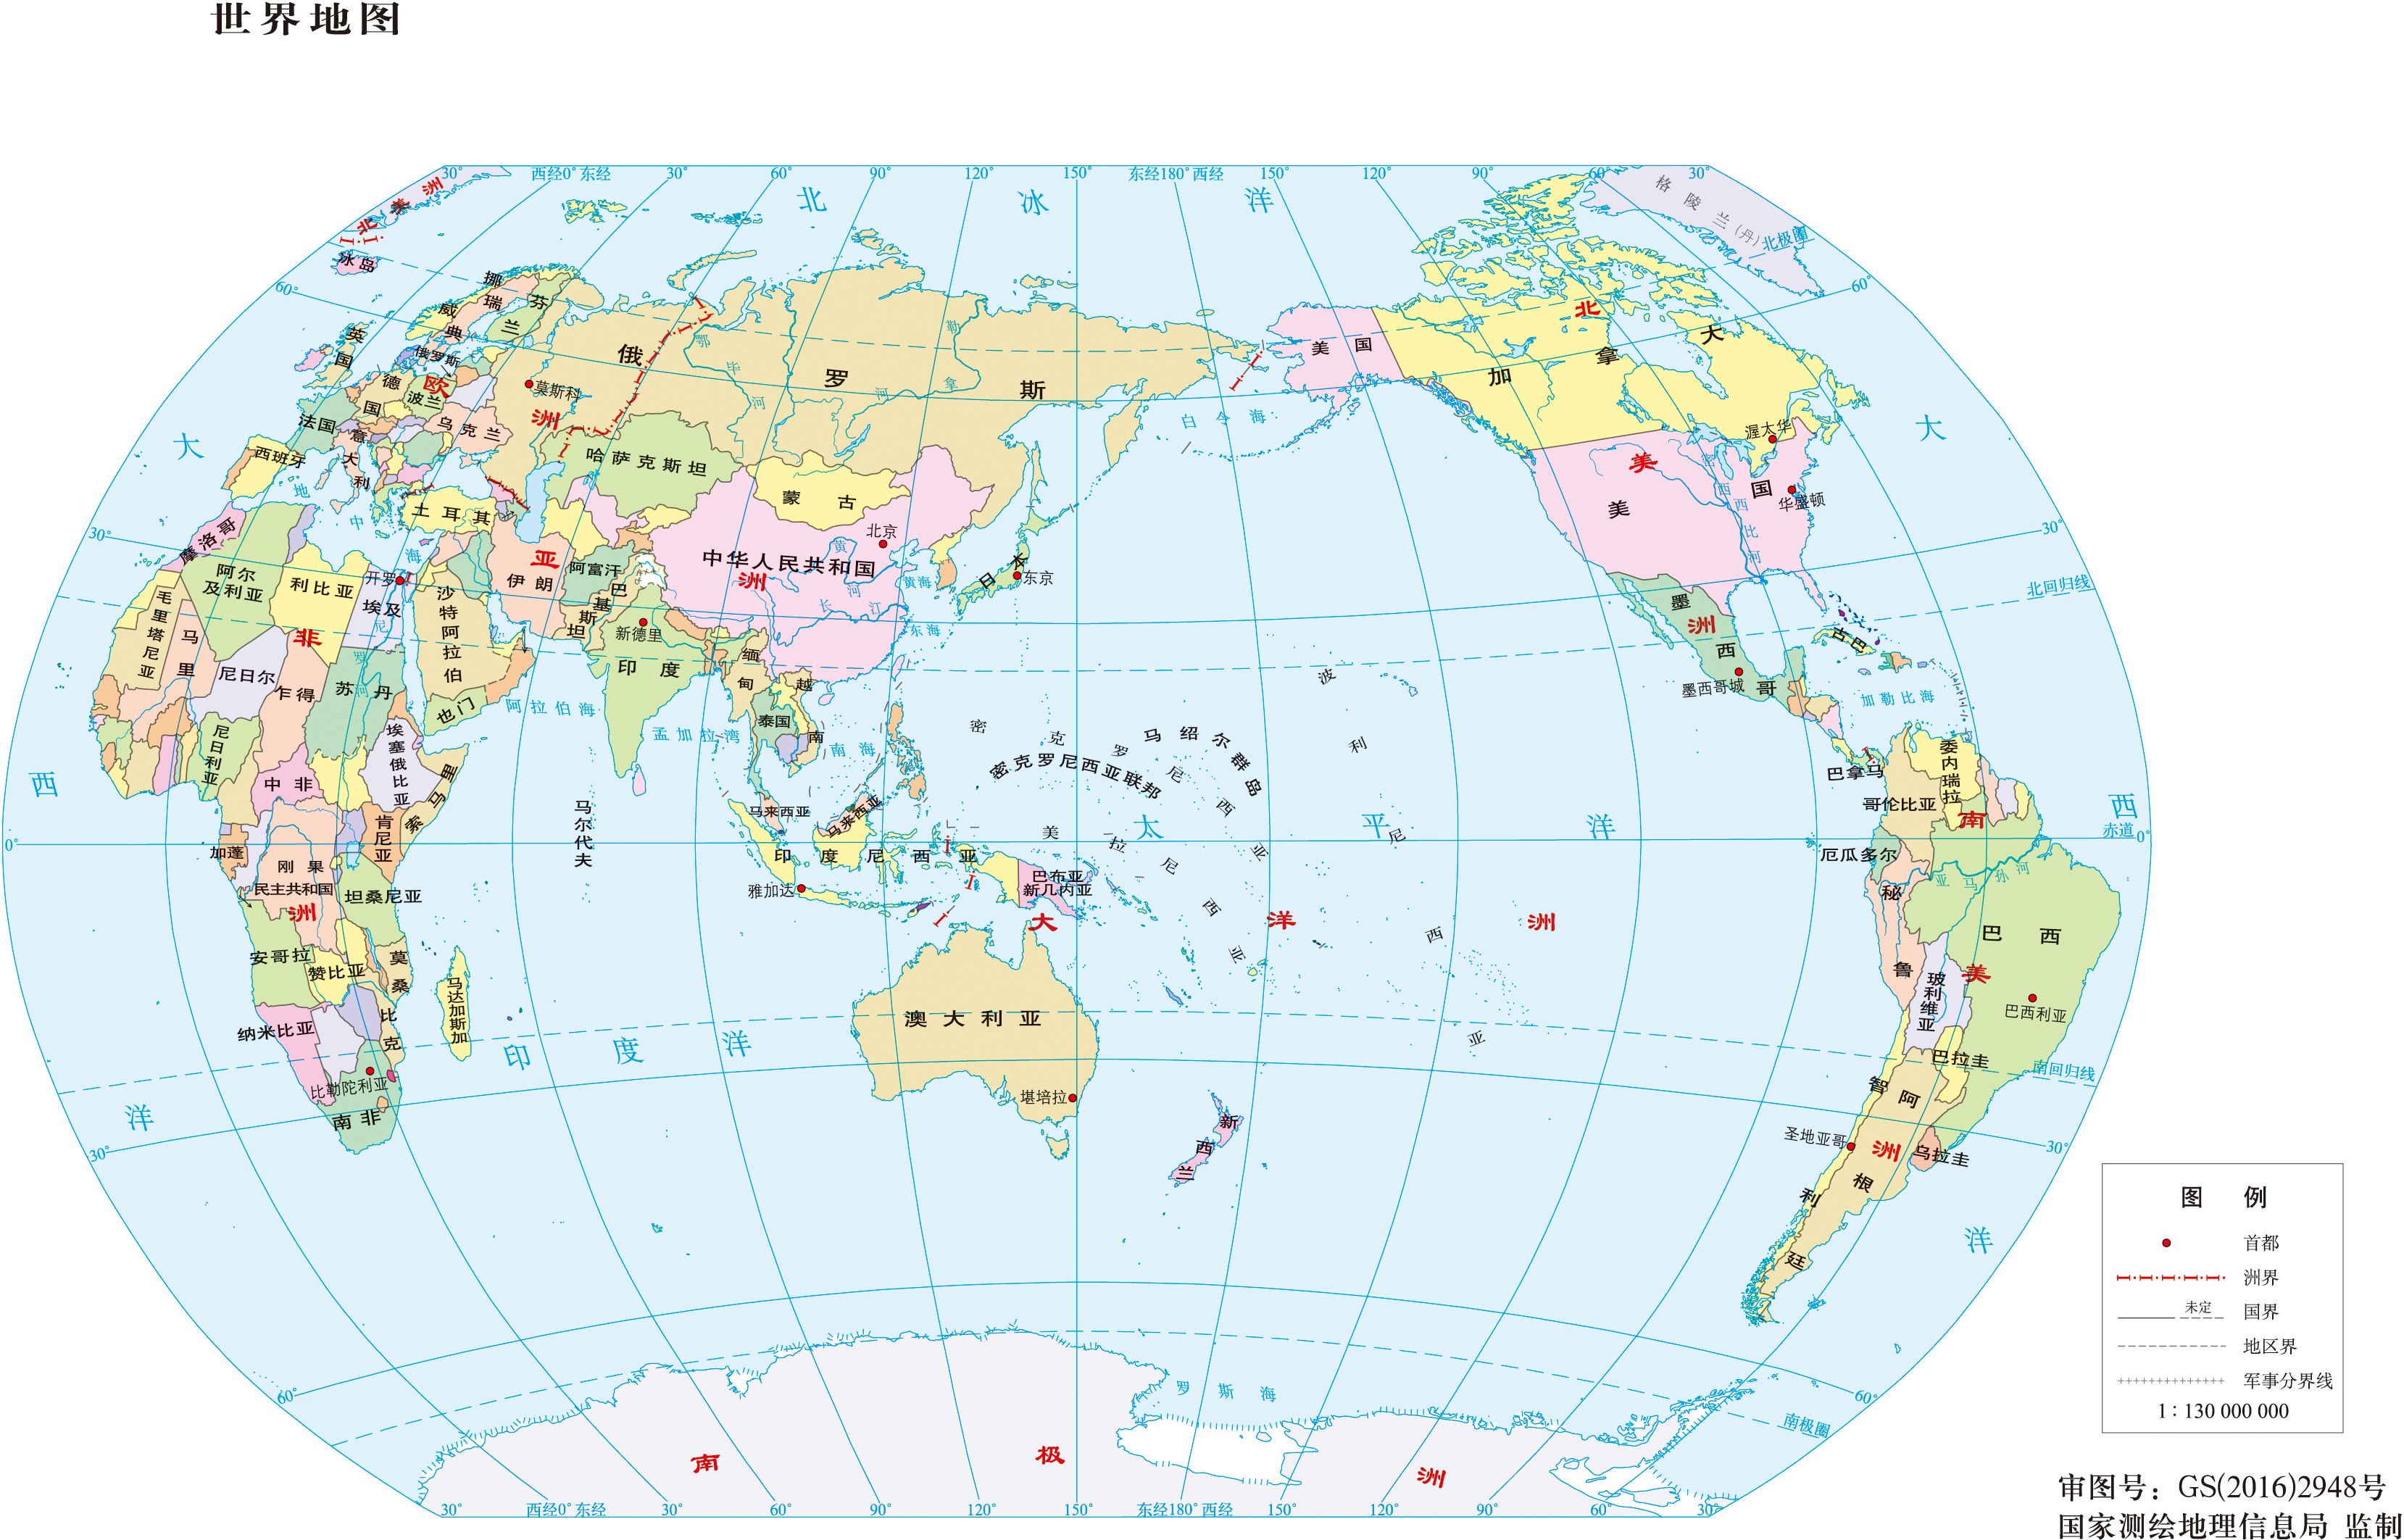 世界地图
30°
西经0°东经
30°
60°
90°
120°
150°
东经180°西经
150°
120°
90°
60°
30°
北冰洋
北美洲
冰岛
格陵兰（丹）
北极圈
60°
60°
挪威
瑞典
芬兰
英国
俄罗斯
德国
波兰
欧洲
莫斯科
法国
意大利
乌克兰
西班牙
地中海
土耳其
俄罗斯
鄂毕河
勒拿河
白令海
哈萨克斯坦
蒙古
北京
中华人民共和国
黄河
长江
黄海
东海
南海
日本
东京
亚洲
伊朗
阿富汗
巴基斯坦
新德里
印度
缅甸
泰国
越南
孟加拉湾
阿拉伯海
沙特阿拉伯
也门
马尔代夫
美国
加拿大
渥太华
美国
华盛顿
密西西比河
北美洲
墨西哥
墨西哥城
古巴
加勒比海
巴拿马
30°
30°
北回归线
大西洋
大西洋
摩洛哥
阿尔及利亚
利比亚
开罗
埃及
尼罗河
毛里塔尼亚
马里
尼日尔
乍得
苏丹
非洲
尼日利亚
中非
埃塞俄比亚
索马里
肯尼亚
加蓬
刚果
民主共和国
坦桑尼亚
安哥拉
赞比亚
莫桑比克
马达加斯加
纳米比亚
比勒陀利亚
南非
0°
赤道
0°
马来西亚
马来西亚
印度尼西亚
雅加达
巴布亚
新几内亚
密克罗尼西亚
密克罗尼西亚联邦
马绍尔群岛
美拉尼西亚
波利尼西亚
太平洋
大洋洲
澳大利亚
堪培拉
新西兰
印度洋
委内瑞拉
哥伦比亚
厄瓜多尔
秘鲁
亚马孙河
巴西
巴西利亚
玻利维亚
巴拉圭
智利
阿根廷
圣地亚哥
乌拉圭
南美洲
南回归线
30°
30°
60°
60°
罗斯海
南极圈
南极洲
30°
西经0°东经
30°
60°
90°
120°
150°
东经180°西经
150°
120°
90°
60°
30°
图例
首都
洲界
未定
国界
地区界
军事分界线
1∶130 000 000
审图号：GS(2016)2948号
国家测绘地理信息局 监制